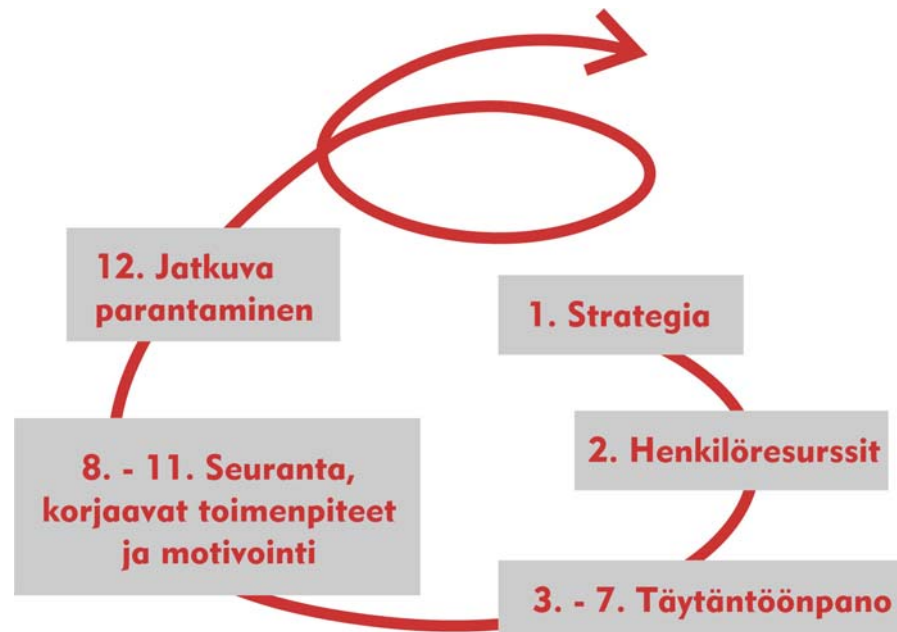 12. Jatkuva
parantaminen
1. Strategia
2. Henkilöresurssit
8. - 11. Seuranta,
korjaavat toimenpiteet
ja motivointi
3. - 7. Täytäntöönpano